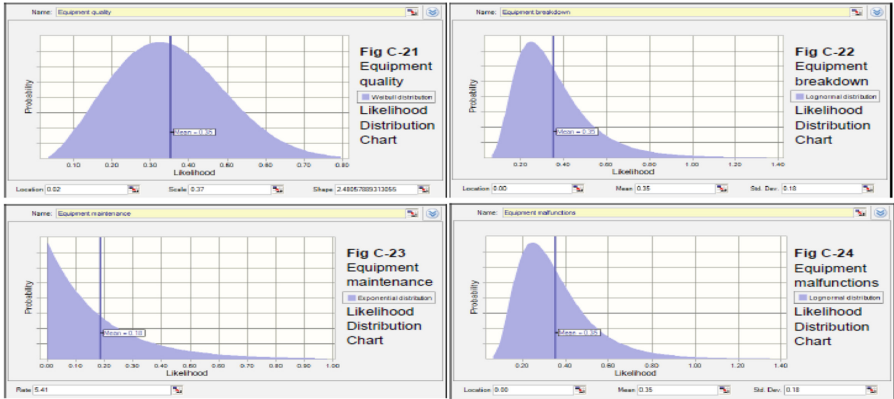 Name: Equipment quality
Fig C-21
Equipment
quality
Weibull distribution
Likelihood
Distribution
Chart
Probability
Mean = 0.35
0.10 0.20 0.30 0.40 0.50 0.60 0.70 0.80
Likelihood
Location 0.02 Scale 0.37 Shape 2.48057889313055
Name: Equipment breakdown
Fig C-22
Equipment
breakdown
Lognormal distribution
Likelihood
Distribution
Chart
Probability
Mean = 0.35
0.20 0.40 0.60 0.80 1.00 1.20 1.40
Likelihood
Location 0.00 Mean 0.35 Std. Dev. 0.18
Name: Equipment maintenance
Fig C-23
Equipment
maintenance
Exponential distribution
Likelihood
Distribution
Chart
Probability
Mean = 0.18
0.00 0.10 0.20 0.30 0.40 0.50 0.60 0.70 0.80 0.90 1.00
Likelihood
Rate 5.41
Name: Equipment malfunctions
Fig C-24
Equipment
malfunctions
Lognormal distribution
Likelihood
Distribution
Chart
Probability
Mean = 0.35
0.20 0.40 0.60 0.80 1.00 1.20 1.40
Likelihood
Location 0.00 Mean 0.35 Std. Dev. 0.18